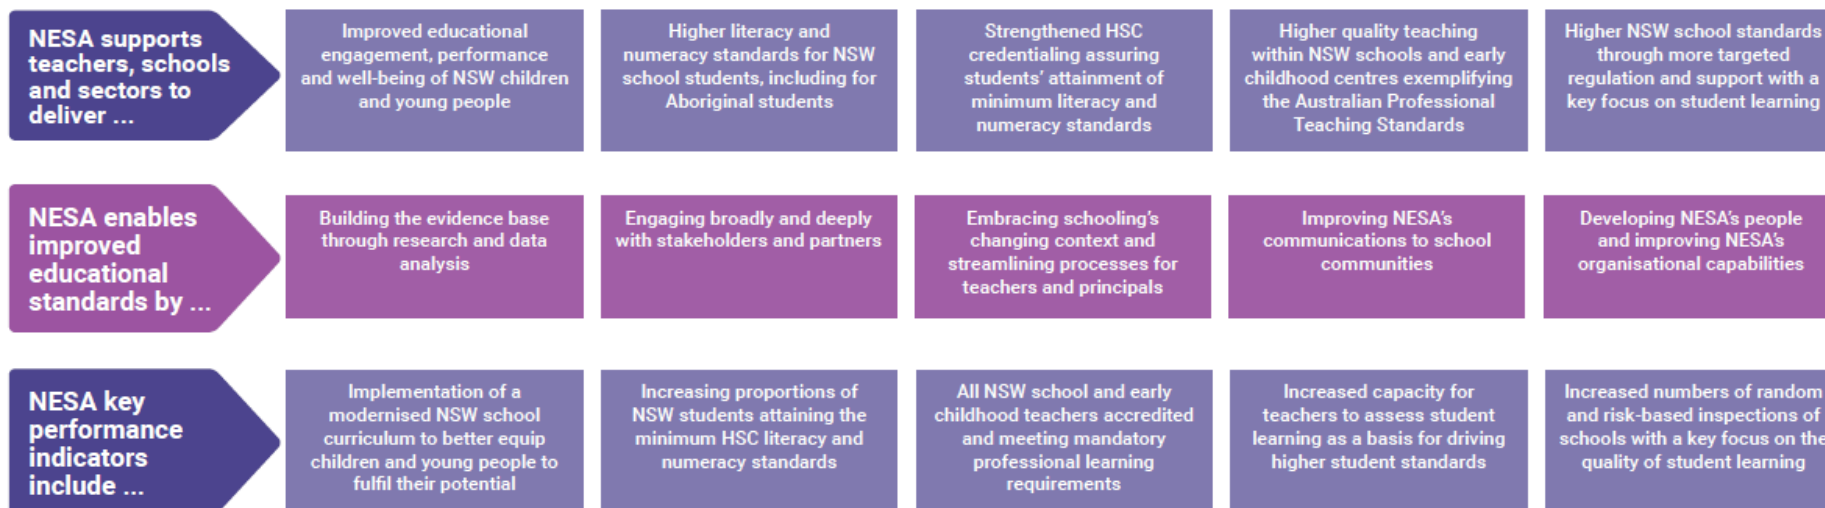 NESA supports
teachers, schools
and sectors to
deliver ...
Improved educational
engagement, performance
and well-being of NSW children
and young people
Higher literacy and
numeracy standards for NSW
school students, including for
Aboriginal students
Strengthened HSC
credentialing assuring
students’ attainment of
minimum literacy and
numeracy standards
Higher quality teaching
within NSW schools and early
childhood centres exemplifying
the Australian Professional
Teaching Standards
Higher NSW school standards
through more targeted
regulation and support with a
key focus on student learning
NESA enables
improved
educational
standards by ...
Building the evidence base
through research and data
analysis
Engaging broadly and deeply
with stakeholders and partners
Embracing schooling’s
changing context and
streamlining processes for
teachers and principals
Improving NESA’s
communications to school
communities
Developing NESA’s people
and improving NESA’s
organisational capabilities
NESA key
performance
indicators
include ...
Implementation of a
modernised NSW school
curriculum to better equip
children and young people to
fulfil their potential
Increasing proportions of
NSW students attaining the
minimum HSC literacy and
numeracy standards
All NSW school and early
childhood teachers accredited
and meeting mandatory
professional learning
requirements
Increased capacity for
teachers to assess student
learning as a basis for driving
higher student standards
Increased numbers of random
and risk-based inspections of
schools with a key focus on the
quality of student learning